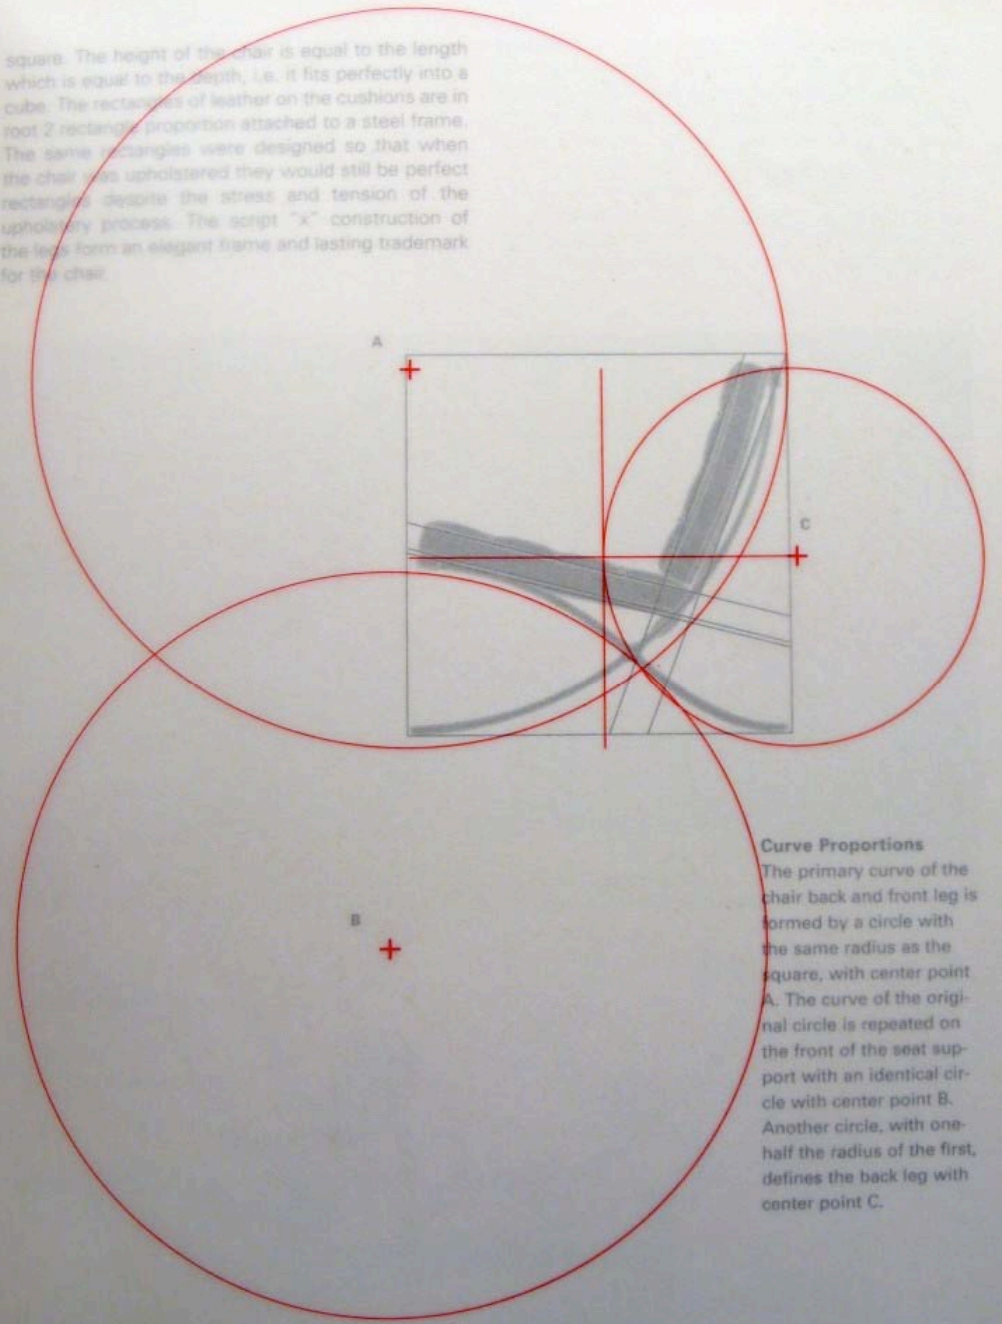 square. The height of the chair is equal to the length
which is equal to the depth, i.e. it fits perfectly into a
cube. The rectangles of leather on the cushions are in
root 2 rectangle proportion attached to a steel frame.
The same rectangles were designed so that when
the chair was upholstered they would still be perfect
rectangles despite the stress and tension of the
upholstery process. The script "x" construction of
the legs form an elegant frame and lasting trademark
for the chair.
A
C
B
Curve Proportions
The primary curve of the
chair back and front leg is
formed by a circle with
the same radius as the
square, with center point
A. The curve of the origi-
nal circle is repeated on
the front of the seat sup-
port with an identical cir-
cle with center point B.
Another circle, with one-
half the radius of the first,
defines the back leg with
center point C.